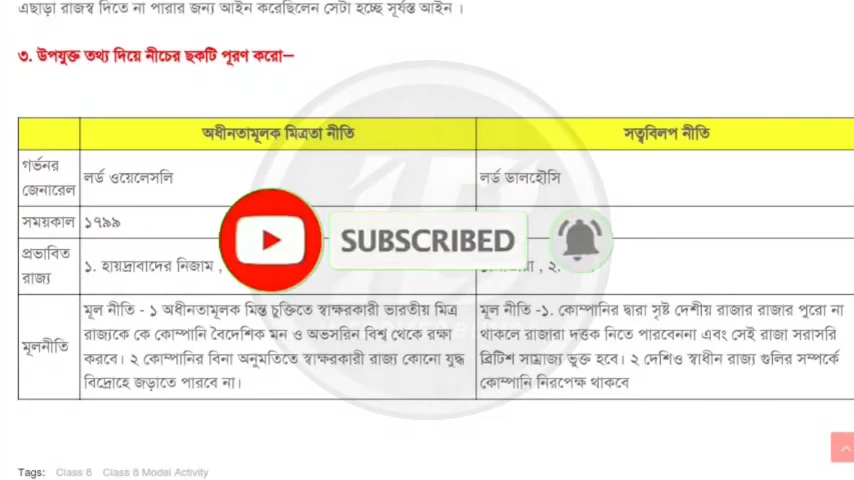 এছাড়া রাজস্ব দিতে না পারার জন্য আইন করেছিলেন সেটা হচ্ছে সূর্যস্ত আইন ।
৩. উপযুক্ত তথ্য দিয়ে নীচের ছকটি পূরণ করো—
অধীনতামূলক মিত্রতা নীতি সত্ববিলপ নীতি
গর্ভনর
জেনারেল লর্ড ওয়েলেসলি লর্ড ডালহৌসি
সময়কাল ১৭৯৯
SUBSCRIBED
প্রভাবিত
রাজ্য ১. হায়দ্রাবাদের নিজাম , , ২.
মূলনীতি
মূল নীতি - ১ অধীনতামূলক মিত্ত চুক্তিতে স্বাক্ষরকারী ভারতীয় মিত্র
রাজ্যকে কে কোম্পানি বৈদেশিক মন ও অভসরিন বিশ্ব থেকে রক্ষা
করবে। ২ কোম্পানির বিনা অনুমতিতে স্বাক্ষরকারী রাজ্য কোনো যুদ্ধ
বিদ্রোহে জড়াতে পারবে না।
মূল নীতি -১. কোম্পানির দ্বারা সৃষ্ট দেশীয় রাজার রাজার পুরো না
থাকলে রাজারা দত্তক নিতে পারবেননা এবং সেই রাজা সরাসরি
ব্রিটিশ সাম্রাজ্য ভুক্ত হবে। ২ দেশিও স্বাধীন রাজ্য গুলির সম্পর্কে
কোম্পানি নিরপেক্ষ থাকবে
Tags: Class 8 Class 8 Model Activity